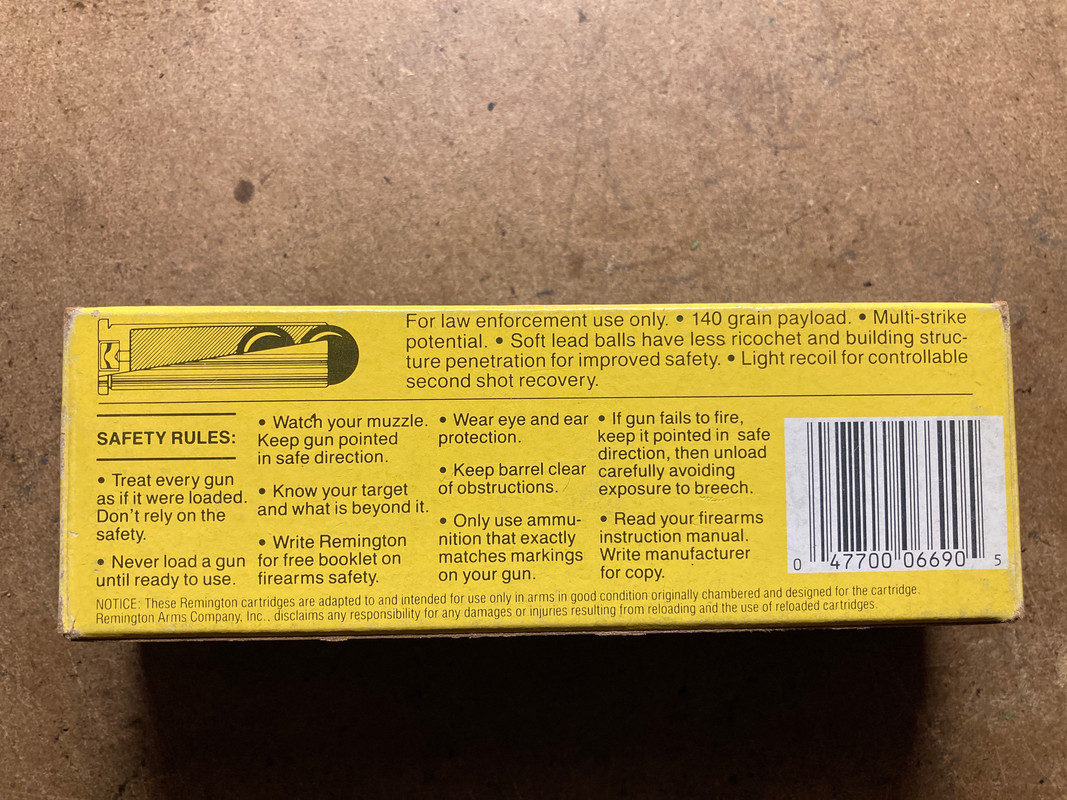 For law enforcement use only. • 140 grain payload. • Multi-strike
potential. • Soft lead balls have less ricochet and building struc-
ture penetration for improved safety. • Light recoil for controllable
second shot recovery.
SAFETY RULES:
• Treat every gun
as if it were loaded.
Don't rely on the
safety.
• Never load a gun
until ready to use.
• Watch your muzzle.
Keep gun pointed
in safe direction.
• Know your target
and what is beyond it.
• Write Remington
for free booklet on
firearms safety.
• Wear eye and ear
protection.
• Keep barrel clear
of obstructions.
• Only use ammu-
nition that exactly
matches markings
on your gun.
• If gun fails to fire,
keep it pointed in safe
direction, then unload
carefully avoiding
exposure to breech.
• Read your firearms
instruction manual.
Write manufacturer
for copy.
0 47700 06690 5
NOTICE: These Remington cartridges are adapted to and intended for use only in arms in good condition originally chambered and designed for the cartridge.
Remington Arms Company, Inc., disclaims any responsibility for any damages or injuries resulting from reloading and the use of reloaded cartridges.